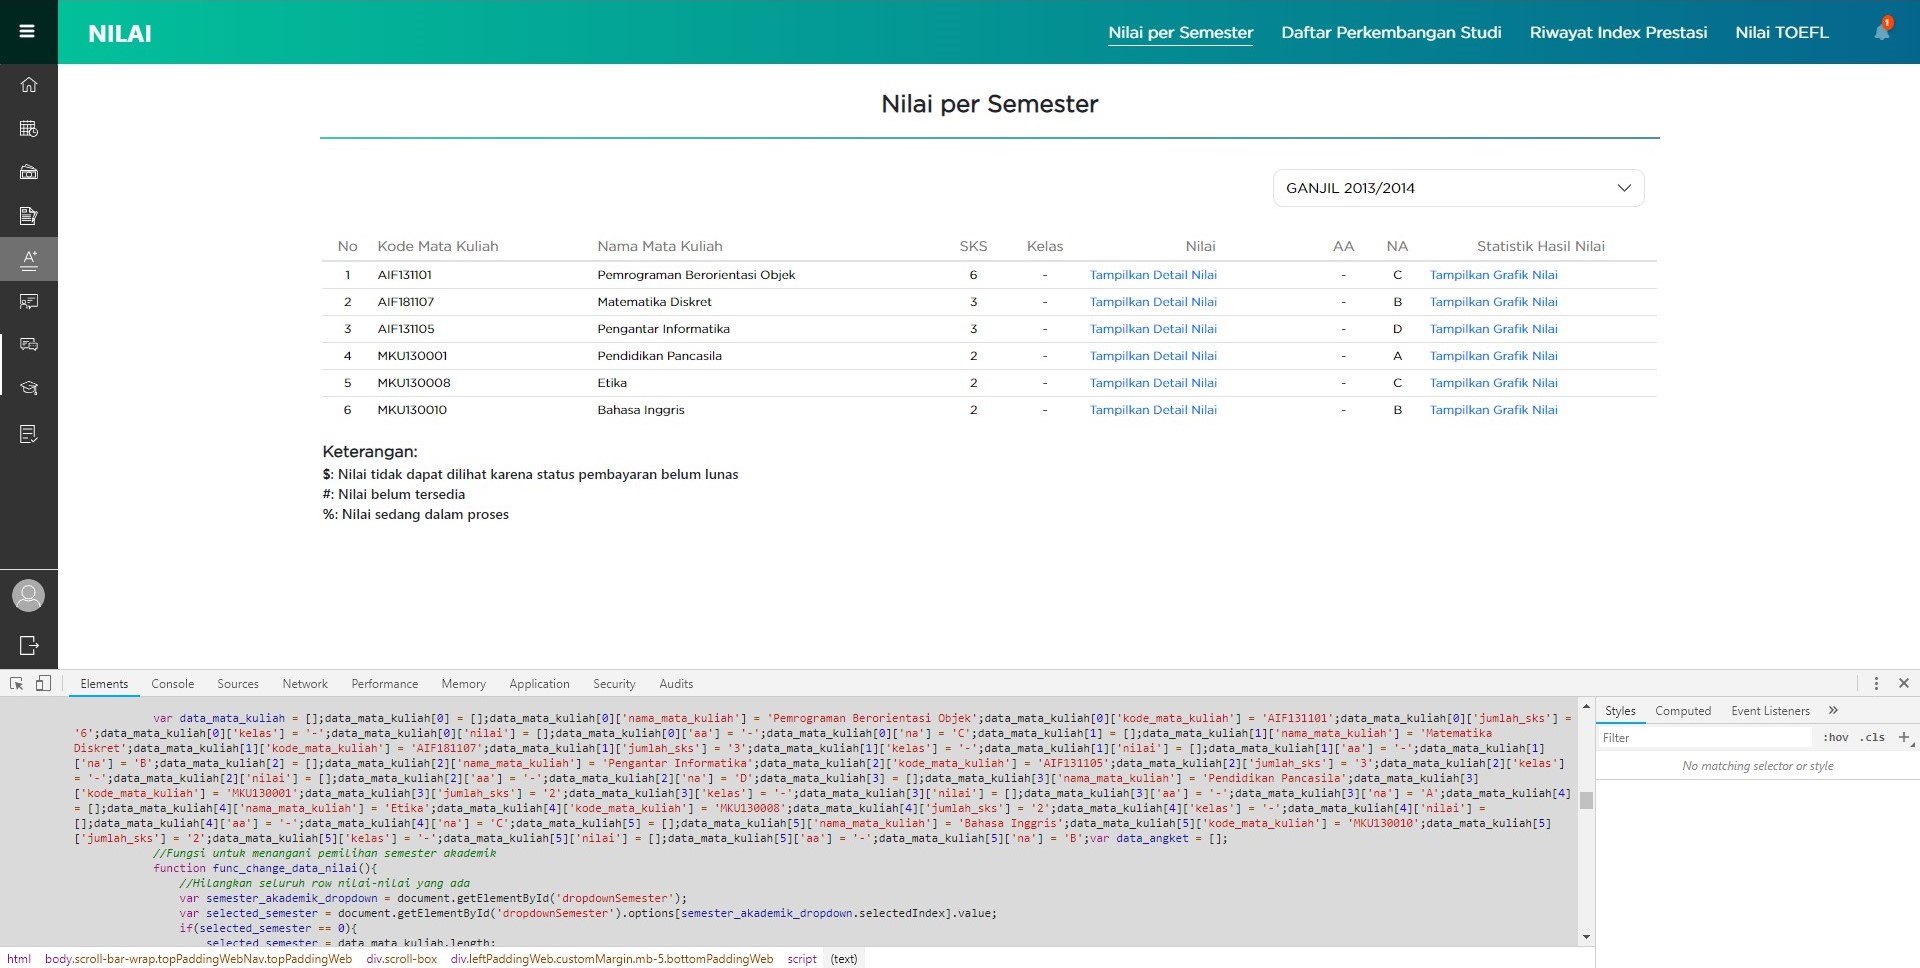 NILAI
Nilai per Semester Daftar Perkembangan Studi Riwayat Index Prestasi Nilai TOEFL 1
Nilai per Semester
GANJIL 2013/2014
No Kode Mata Kuliah Nama Mata Kuliah SKS Kelas Nilai AA NA Statistik Hasil Nilai
1 AIF131101 Pemrograman Berorientasi Objek 6 - Tampilkan Detail Nilai - C Tampilkan Grafik Nilai
2 AIF181107 Matematika Diskret 3 - Tampilkan Detail Nilai - B Tampilkan Grafik Nilai
3 AIF131105 Pengantar Informatika 3 - Tampilkan Detail Nilai - D Tampilkan Grafik Nilai
4 MKU130001 Pendidikan Pancasila 2 - Tampilkan Detail Nilai - A Tampilkan Grafik Nilai
5 MKU130008 Etika 2 - Tampilkan Detail Nilai - C Tampilkan Grafik Nilai
6 MKU130010 Bahasa Inggris 2 - Tampilkan Detail Nilai - B Tampilkan Grafik Nilai
Keterangan:
$: Nilai tidak dapat dilihat karena status pembayaran belum lunas
#: Nilai belum tersedia
%: Nilai sedang dalam proses
Elements Console Sources Network Performance Memory Application Security Audits
var data_mata_kuliah = [];data_mata_kuliah[0] = [];data_mata_kuliah[0]['nama_mata_kuliah'] = 'Pemrograman Berorientasi Objek';data_mata_kuliah[0]['kode_mata_kuliah'] = 'AIF131101';data_mata_kuliah[0]['jumlah_sks'] =
'6';data_mata_kuliah[0]['kelas'] = '-';data_mata_kuliah[0]['nilai'] = [];data_mata_kuliah[0]['aa'] = '-';data_mata_kuliah[0]['na'] = 'C';data_mata_kuliah[1] = [];data_mata_kuliah[1]['nama_mata_kuliah'] = 'Matematika
Diskret';data_mata_kuliah[1]['kode_mata_kuliah'] = 'AIF181107';data_mata_kuliah[1]['jumlah_sks'] = '3';data_mata_kuliah[1]['kelas'] = '-';data_mata_kuliah[1]['nilai'] = [];data_mata_kuliah[1]['aa'] = '-';data_mata_kuliah[1]
['na'] = 'B';data_mata_kuliah[2] = [];data_mata_kuliah[2]['nama_mata_kuliah'] = 'Pengantar Informatika';data_mata_kuliah[2]['kode_mata_kuliah'] = 'AIF131105';data_mata_kuliah[2]['jumlah_sks'] = '3';data_mata_kuliah[2]['kelas']
= '-';data_mata_kuliah[2]['nilai'] = [];data_mata_kuliah[2]['aa'] = '-';data_mata_kuliah[2]['na'] = 'D';data_mata_kuliah[3] = [];data_mata_kuliah[3]['nama_mata_kuliah'] = 'Pendidikan Pancasila';data_mata_kuliah[3]
['kode_mata_kuliah'] = 'MKU130001';data_mata_kuliah[3]['jumlah_sks'] = '2';data_mata_kuliah[3]['kelas'] = '-';data_mata_kuliah[3]['nilai'] = [];data_mata_kuliah[3]['aa'] = '-';data_mata_kuliah[3]['na'] = 'A';data_mata_kuliah[4]
= [];data_mata_kuliah[4]['nama_mata_kuliah'] = 'Etika';data_mata_kuliah[4]['kode_mata_kuliah'] = 'MKU130008';data_mata_kuliah[4]['jumlah_sks'] = '2';data_mata_kuliah[4]['kelas'] = '-';data_mata_kuliah[4]['nilai'] =
[];data_mata_kuliah[4]['aa'] = '-';data_mata_kuliah[4]['na'] = 'C';data_mata_kuliah[5] = [];data_mata_kuliah[5]['nama_mata_kuliah'] = 'Bahasa Inggris';data_mata_kuliah[5]['kode_mata_kuliah'] = 'MKU130010';data_mata_kuliah[5]
['jumlah_sks'] = '2';data_mata_kuliah[5]['kelas'] = '-';data_mata_kuliah[5]['nilai'] = [];data_mata_kuliah[5]['aa'] = '-';data_mata_kuliah[5]['na'] = 'B';var data_angket = [];
//Fungsi untuk menangani pemilihan semester akademik
function func_change_data_nilai(){
//Hilangkan seluruh row nilai-nilai yang ada
var semester_akademik_dropdown = document.getElementById('dropdownSemester');
var selected_semester = document.getElementById('dropdownSemester').options[semester_akademik_dropdown.selectedIndex].value;
if(selected_semester == 0){
selected_semester = data_mata_kuliah.length;
Styles Computed Event Listeners »
Filter :hov .cls +
No matching selector or style
html body.scroll-bar-wrap.topPaddingWebNav.topPaddingWeb div.scroll-box div.leftPaddingWeb.customMargin.mb-5.bottomPaddingWeb script (text)